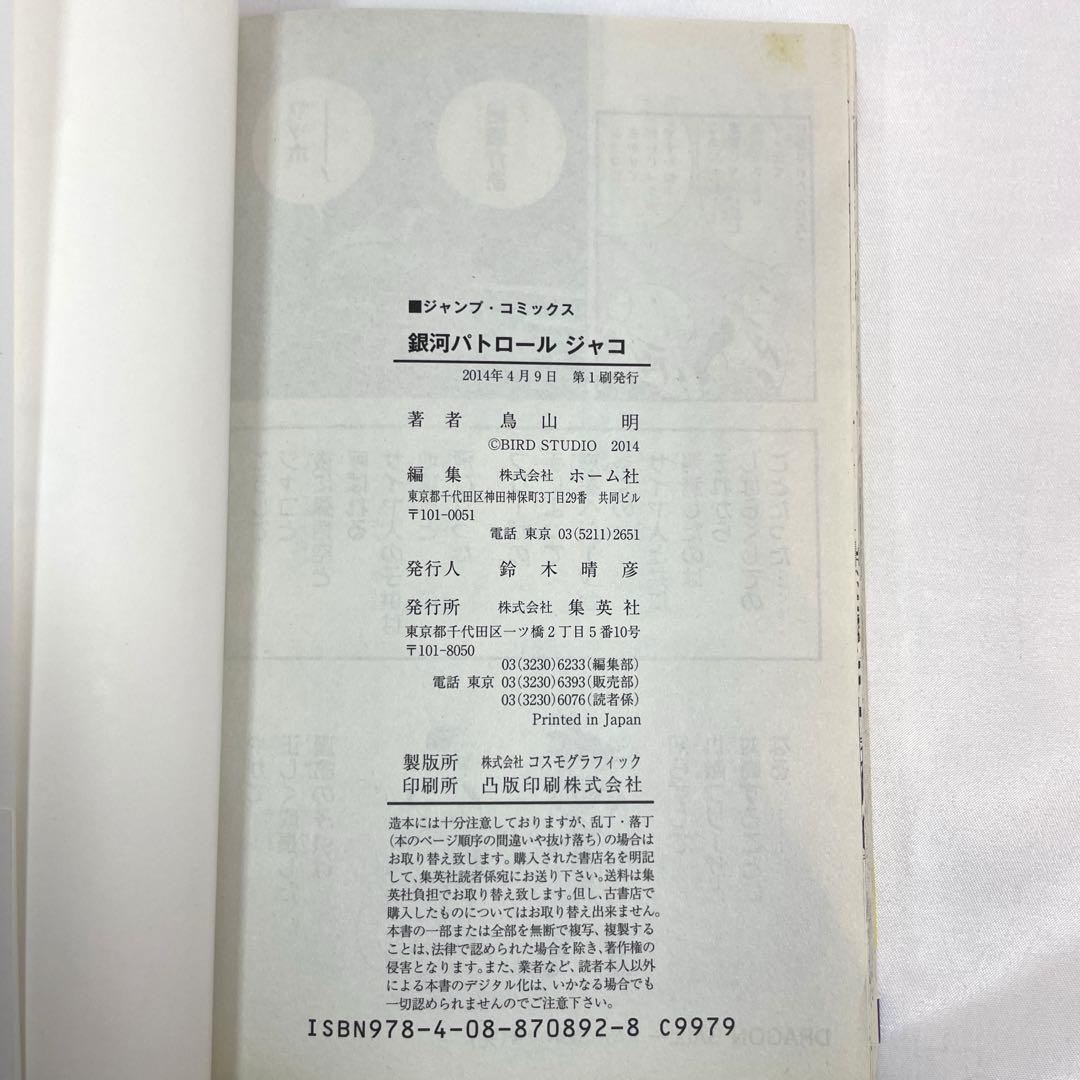 ■ジャンプ・コミックス
銀河パトロール ジャコ
2014年4月9日 第1刷発行
著者 鳥山 明
©BIRD STUDIO 2014
編集 株式会社 ホーム社
東京都千代田区神田神保町3丁目29番 共同ビル
〒101-0051
電話 東京 03(5211)2651
発行人 鈴木晴彦
発行所 株式会社 集英社
東京都千代田区一ツ橋2丁目5番10号
〒101-8050
03(3230)6233(編集部)
電話 東京 03(3230)6393(販売部)
03(3230)6076(読者係)
Printed in Japan
製版所 株式会社 コスモグラフィック
印刷所 凸版印刷株式会社
造本には十分注意しておりますが、乱丁・落丁
(本のページ順序の間違いや抜け落ち)の場合は
お取り替え致します。購入された書店名を明記
して、集英社読者係宛にお送り下さい。送料は集
英社負担でお取り替え致します。但し、古書店で
購入したものについてはお取り替え出来ません。
本書の一部または全部を無断で複写、複製する
ことは、法律で認められた場合を除き、著作権の
侵害となります。また、業者など、読者本人以外
による本書のデジタル化は、いかなる場合でも
一切認められませんのでご注意下さい。
ISBN978-4-08-870892-8 C9979